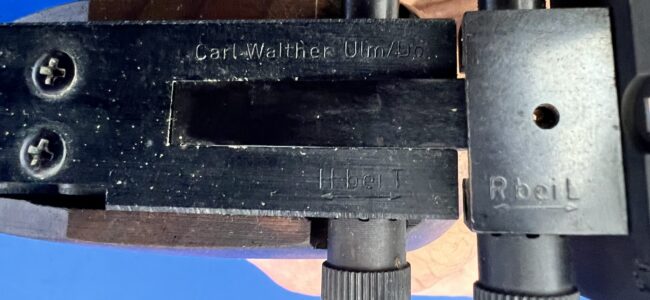 Carl Walther Ulm/Do
H bei T
R bei L